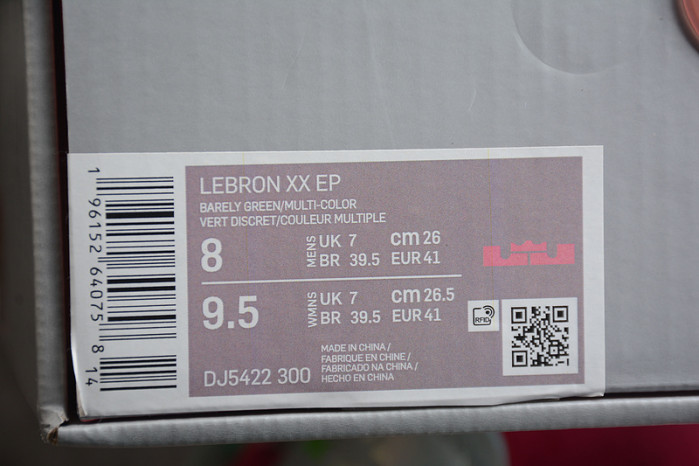 LEBRON XX EP
BARELY GREEN/MULTI-COLOR
VERT DISCRET/COULEUR MULTIPLE
8 MENS UK 7 cm 26
BR 39.5 EUR 41
9.5 WMNS UK 7 cm 26.5
BR 39.5 EUR 41
RFID
MADE IN CHINA /
FABRIQUE EN CHINE /
FABRICADO NA CHINA /
HECHO EN CHINA
DJ5422 300
1 96152 64075 8 14